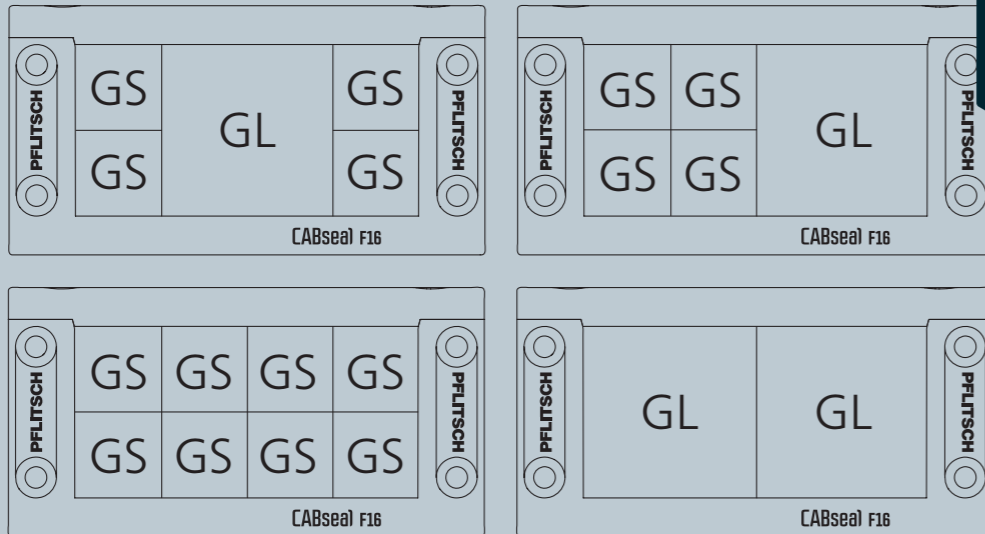 PFLITSCH GS GL GS PFLITSCH
GS GS
CABseal F16
PFLITSCH GS GS GL PFLITSCH
GS GS
CABseal F16
PFLITSCH GS GS GS GS PFLITSCH
GS GS GS GS
CABseal F16
PFLITSCH GL GL PFLITSCH
CABseal F16